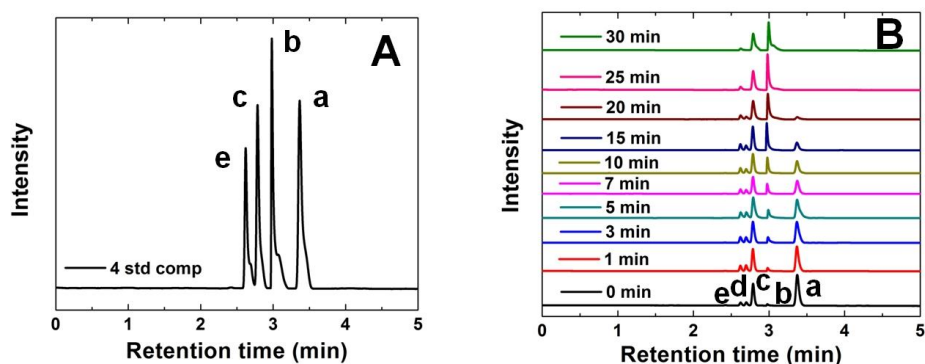 A
b
c
a
e
4 std comp
Intensity
0 1 2 3 4 5
Retention time (min)
B
30 min
25 min
20 min
15 min
10 min
7 min
5 min
3 min
1 min
0 min
e d c b a
Intensity
0 1 2 3 4 5
Retention time (min)